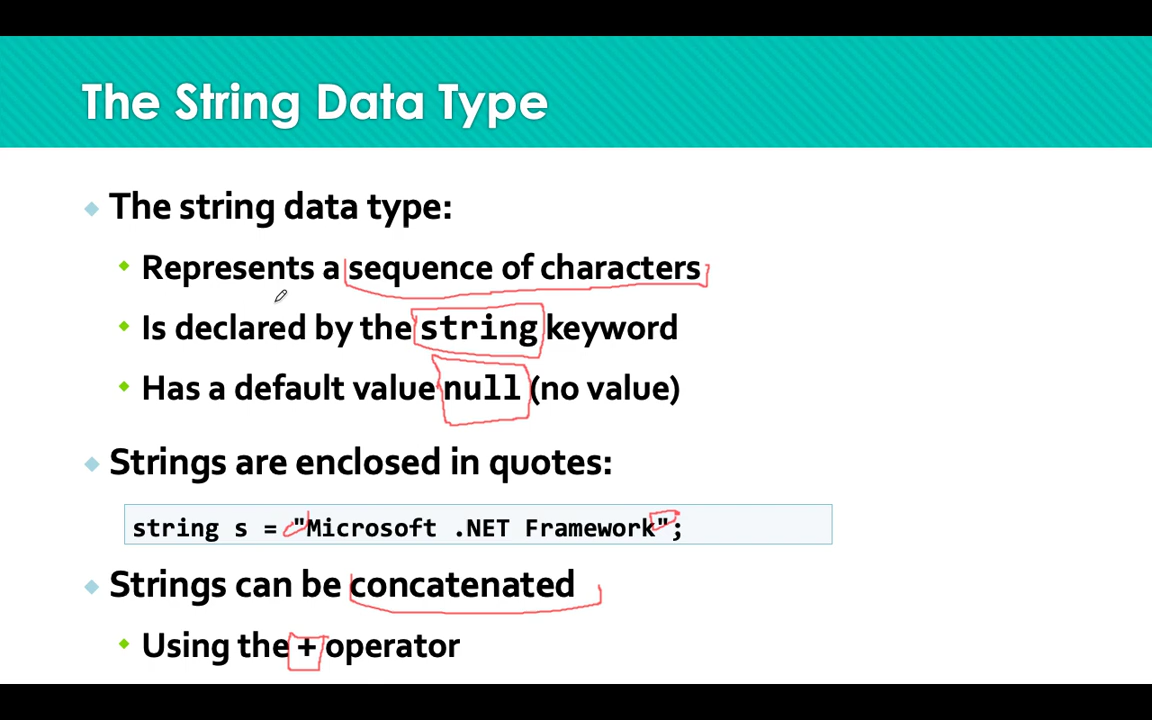 The String Data Type
The string data type:
Represents a sequence of characters
Is declared by the string keyword
Has a default value null (no value)
Strings are enclosed in quotes:
string s = "Microsoft .NET Framework";
Strings can be concatenated
Using the + operator